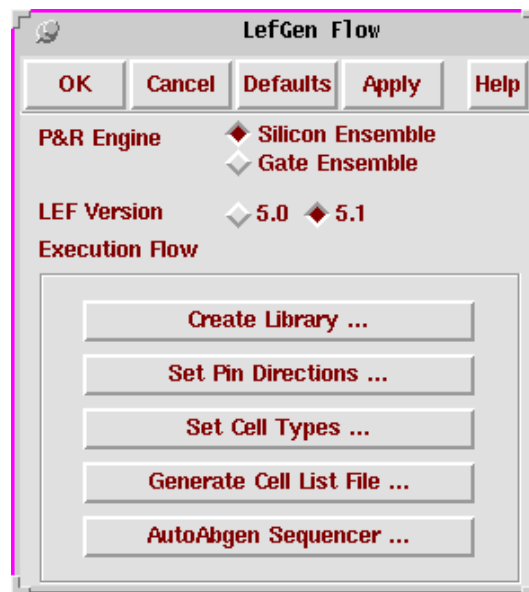 LefGen Flow
OK Cancel Defaults Apply Help
P&R Engine Silicon Ensemble
Gate Ensemble
LEF Version 5.0 5.1
Execution Flow
Create Library ...
Set Pin Directions ...
Set Cell Types ...
Generate Cell List File ...
AutoAbgen Sequencer ...